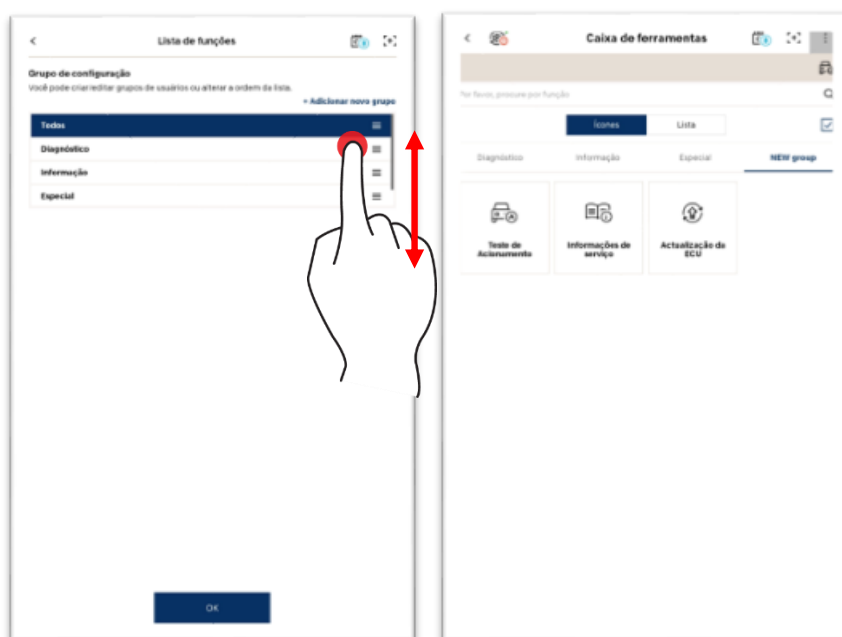 Lista de funções
Grupo de configuração
Você pode criar/editar grupos de usuários ou alterar a ordem da lista.
+ Adicionar novo grupo
Todos
Diagnóstico
Informação
Especial
OK
Caixa de ferramentas
Por favor, procure por função
Ícones
Lista
Diagnóstico
Informação
Especial
NEW group
Teste de
Acionamento
Informações de
serviço
Actualização da
ECU